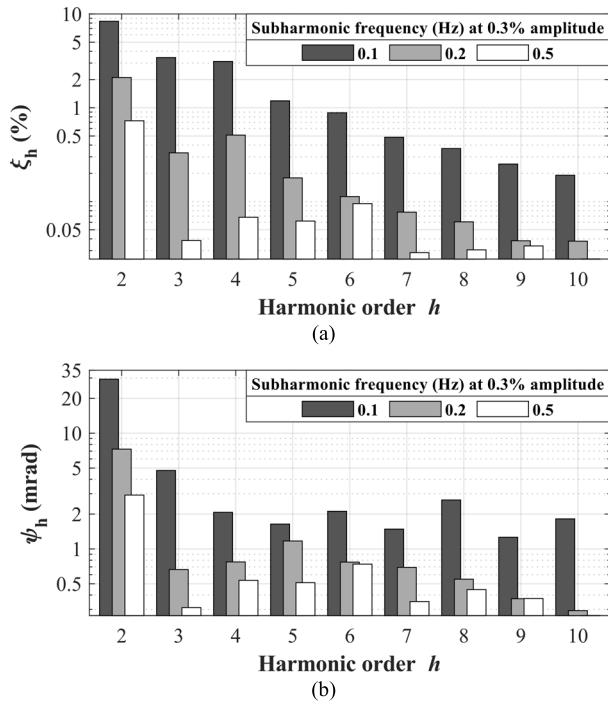 10
5
2
1
0.5
0.05
ξh (%)
Subharmonic frequency (Hz) at 0.3% amplitude
0.1 0.2 0.5
2 3 4 5 6 7 8 9 10
Harmonic order h
(a)
35
20
10
5
2
1
0.5
ψh (mrad)
Subharmonic frequency (Hz) at 0.3% amplitude
0.1 0.2 0.5
2 3 4 5 6 7 8 9 10
Harmonic order h
(b)